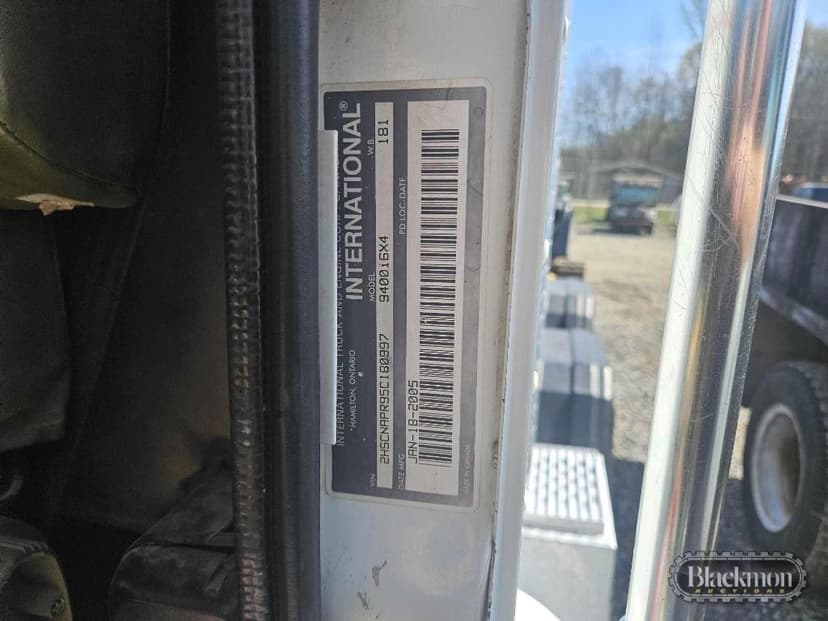 INTERNATIONAL TRUCK AND ENGINE
*HAMILTON, ONTARIO
INTERNATIONAL®
MODEL W.B.
9400i6X4 181
VIN
2HSCNAPR95C180997
DATE MFG PD LOC-DATE
JAN-18-2005
MADE IN CANADA
Blackmon
AUCTIONS